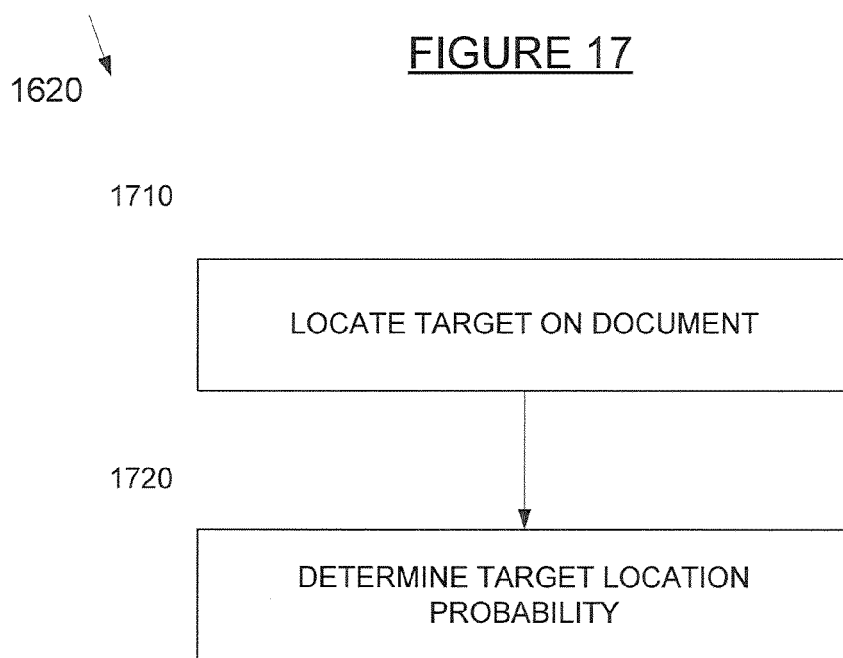 FIGURE 17
1620
1710
LOCATE TARGET ON DOCUMENT
1720
DETERMINE TARGET LOCATION
PROBABILITY